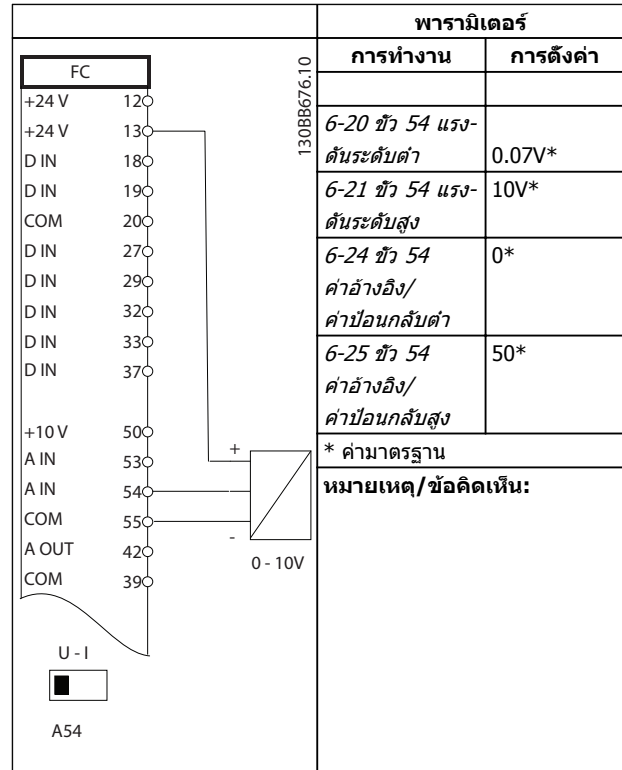 FC
+24 V 12
+24 V 13
D IN 18
D IN 19
COM 20
D IN 27
D IN 29
D IN 32
D IN 33
D IN 37
+10 V 50
A IN 53
A IN 54
COM 55
A OUT 42
COM 39
130BB676.10
+
-
0 - 10V
U - I
A54
พารามิเตอร์
การทำงาน การตั้งค่า
6-20 ขั้ว 54 แรง-
ดันระดับต่ำ 0.07V*
6-21 ขั้ว 54 แรง- 10V*
ดันระดับสูง
6-24 ขั้ว 54 0*
ค่าอ้างอิง/
ค่าป้อนกลับต่ำ
6-25 ขั้ว 54 50*
ค่าอ้างอิง/
ค่าป้อนกลับสูง
* ค่ามาตรฐาน
หมายเหตุ/ข้อคิดเห็น: